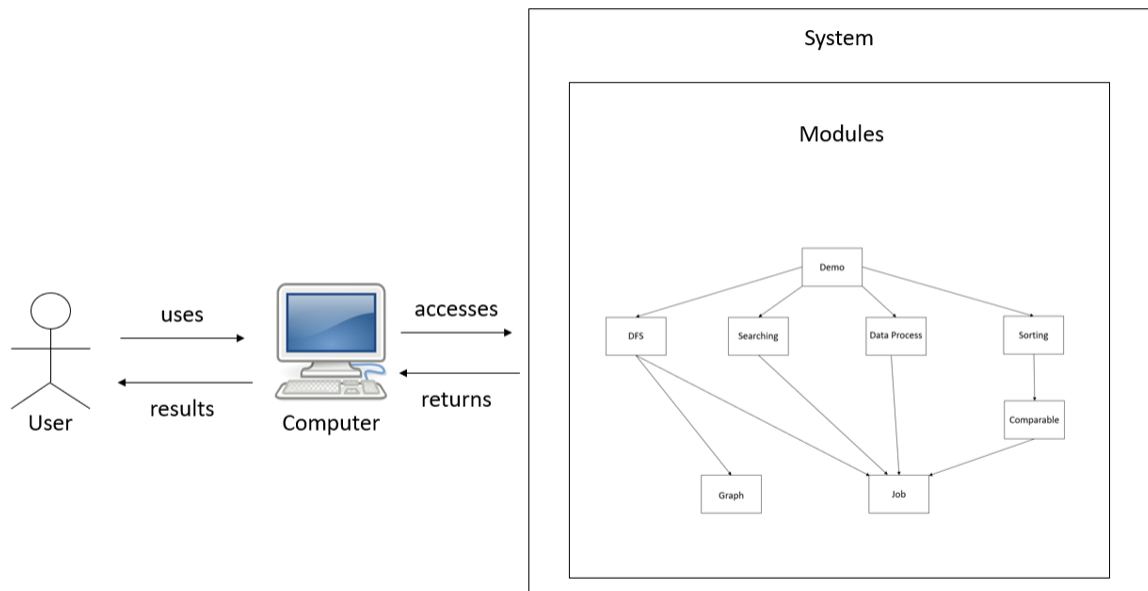 System
Modules
Demo
DFS
Searching
Data Process
Sorting
Comparable
Graph
Job
uses
accesses
results
returns
User
Computer